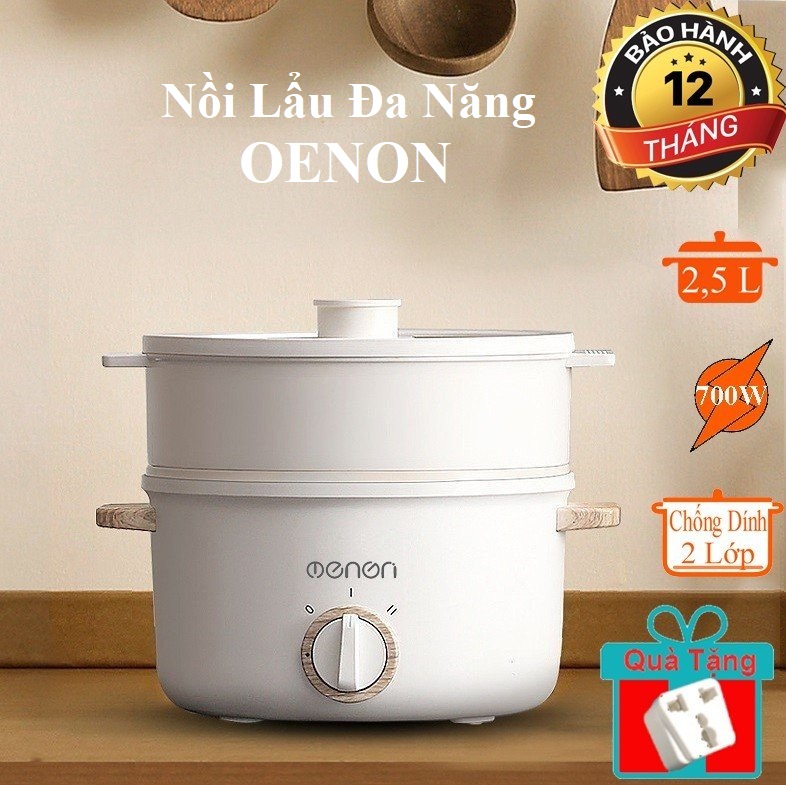 Nồi Lẩu Đa Năng
OENON
BẢO HÀNH
12
THÁNG
2,5 L
700W
Chống Dính
2 Lớp
oenon
O
I
II
Quà Tặng